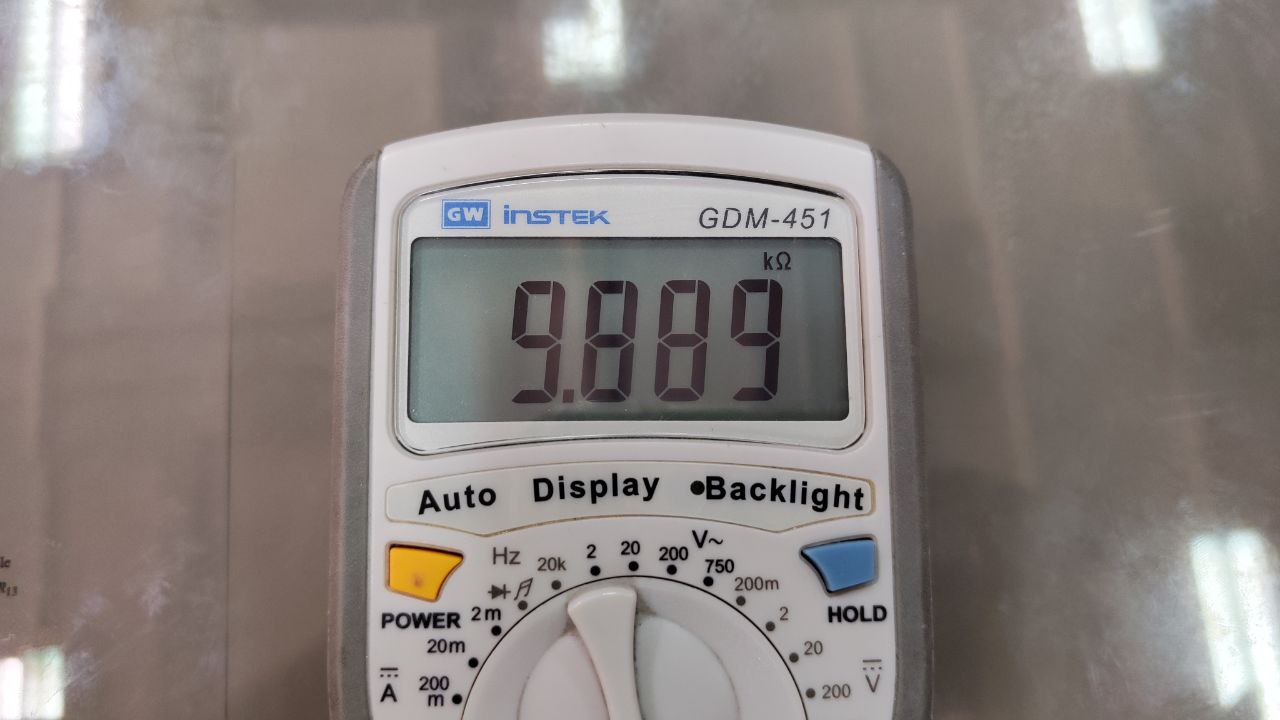 GW INSTEK GDM-451
kΩ
9.889
Auto Display •Backlight
Hz 20k 2 20 200 V~ 750
POWER 2m 200m HOLD
20m 2
A 200m 20 V
200